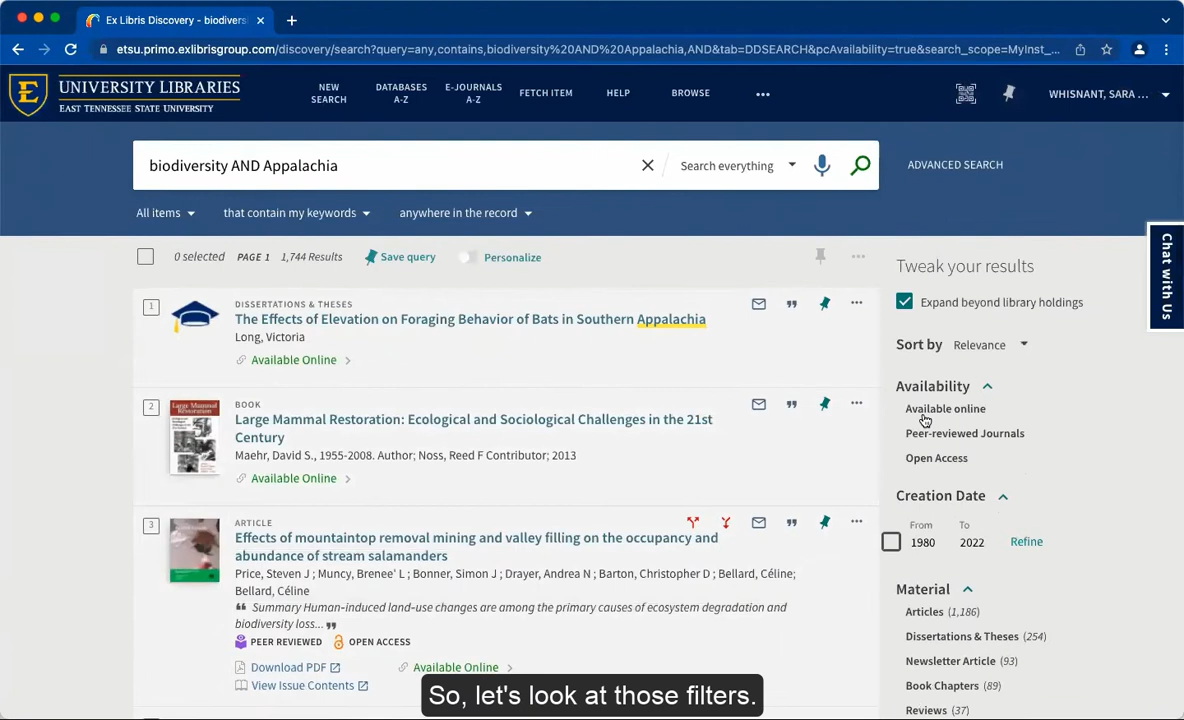 Ex Libris Discovery - biodivers
etsu.primo.exlibrisgroup.com/discovery/search?query=any,contains,biodiversity%20AND%20Appalachia,AND&tab=DDSEARCH&pcAvailability=true&search_scope=MyInst_...
E
UNIVERSITY LIBRARIES
EAST TENNESSEE STATE UNIVERSITY
NEW SEARCH
DATABASES A-Z
E-JOURNALS A-Z
FETCH ITEM
HELP
BROWSE
WHISNANT, SARA ...
biodiversity AND Appalachia
Search everything
ADVANCED SEARCH
All items
that contain my keywords
anywhere in the record
Chat with Us
0 selected PAGE 1 1,744 Results
Save query
Personalize
1
DISSERTATIONS & THESES
The Effects of Elevation on Foraging Behavior of Bats in Southern Appalachia
Long, Victoria
Available Online
2
Large Mammal Restoration
BOOK
Large Mammal Restoration: Ecological and Sociological Challenges in the 21st
Century
Maehr, David S., 1955-2008. Author; Noss, Reed F Contributor; 2013
Available Online
3
ARTICLE
Effects of mountaintop removal mining and valley filling on the occupancy and
abundance of stream salamanders
Price, Steven J ; Muncy, Brenee' L ; Bonner, Simon J ; Drayer, Andrea N ; Barton, Christopher D ; Bellard, Céline;
Bellard, Céline
Summary Human-induced land-use changes are among the primary causes of ecosystem degradation and
biodiversity loss...
PEER REVIEWED OPEN ACCESS
Download PDF Available Online
View Issue Contents
Tweak your results
Expand beyond library holdings
Sort by Relevance
Availability
Available online
Peer-reviewed Journals
Open Access
Creation Date
From To
1980 2022 Refine
Material
Articles (1,186)
Dissertations & Theses (254)
Newsletter Article (93)
Book Chapters (89)
Reviews (37)
So, let's look at those filters.